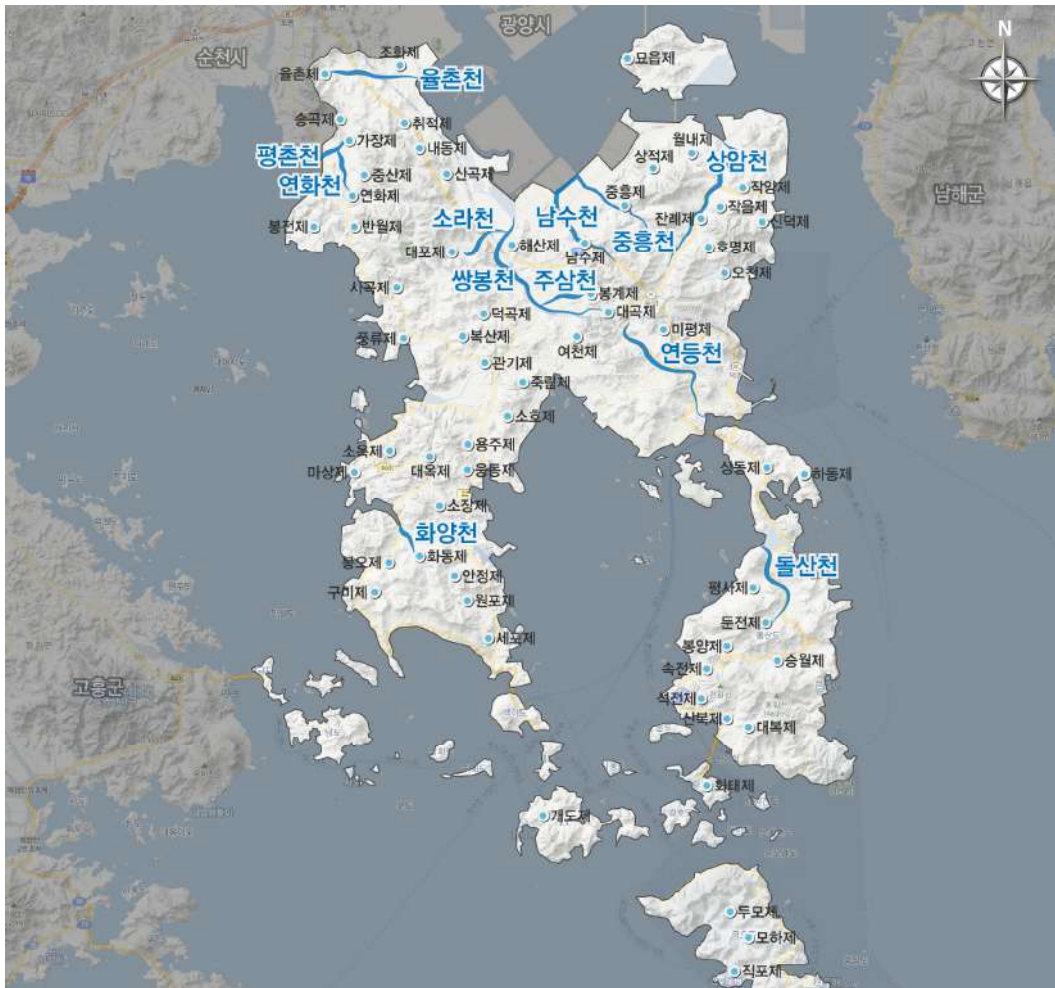 광양시
N
순천시
조화제
묘읍제
율촌제
율촌천
송곡제
취적제
가장제
월내제
평촌천
내동제
상적제
상암천
연화천
중산제
산곡제
작암제
남해군
연화제
중흥제
작음제
소라천
남수천
잔례제
신덕제
봉전제
반월제
중흥천
대포제
해산제
남수제
호명제
쌍봉천
주삼천
오천제
사곡제
봉계제
덕곡제
대곡제
풍류제
복산제
여천제
미평제
연등천
관기제
죽림제
소호제
소옥제
용주제
대옥제
마상제
웅동제
상동제
하동제
소장제
화양천
화동제
봉오제
안정제
돌산천
구미제
원포제
평사제
둔전제
세포제
봉양제
승월제
고흥군
속전제
석전제
산북제
대복제
화태제
개도제
두모제
모하제
직포제